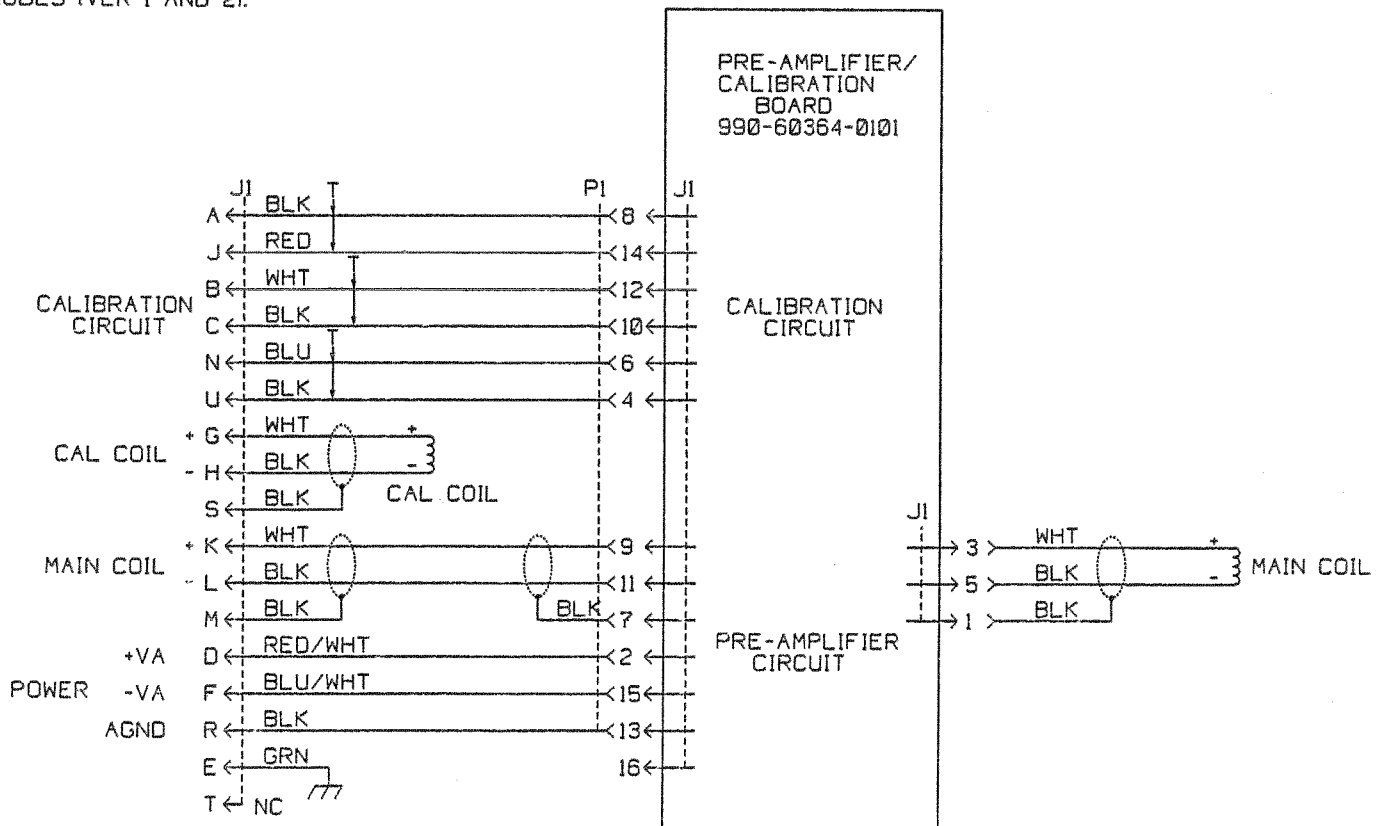 (VER 1 AND 2).
PRE-AMPLIFIER/
CALIBRATION
BOARD
990-60364-0101
J1 T P1 J1
A BLK 8
J RED 14
T
B WHT 12
CALIBRATION
CIRCUIT
C BLK 10
T
N BLU 6
U BLK 4
CALIBRATION
CIRCUIT
CAL COIL
+ G WHT +
- H BLK -
S BLK CAL COIL
MAIN COIL
+ K WHT 9
- L BLK 11
M BLK BLK 7
J1
3 WHT +
5 BLK - MAIN COIL
1 BLK
PRE-AMPLIFIER
CIRCUIT
POWER
+VA D RED/WHT 2
-VA F BLU/WHT 15
AGND R BLK 13
E GRN 16
T NC